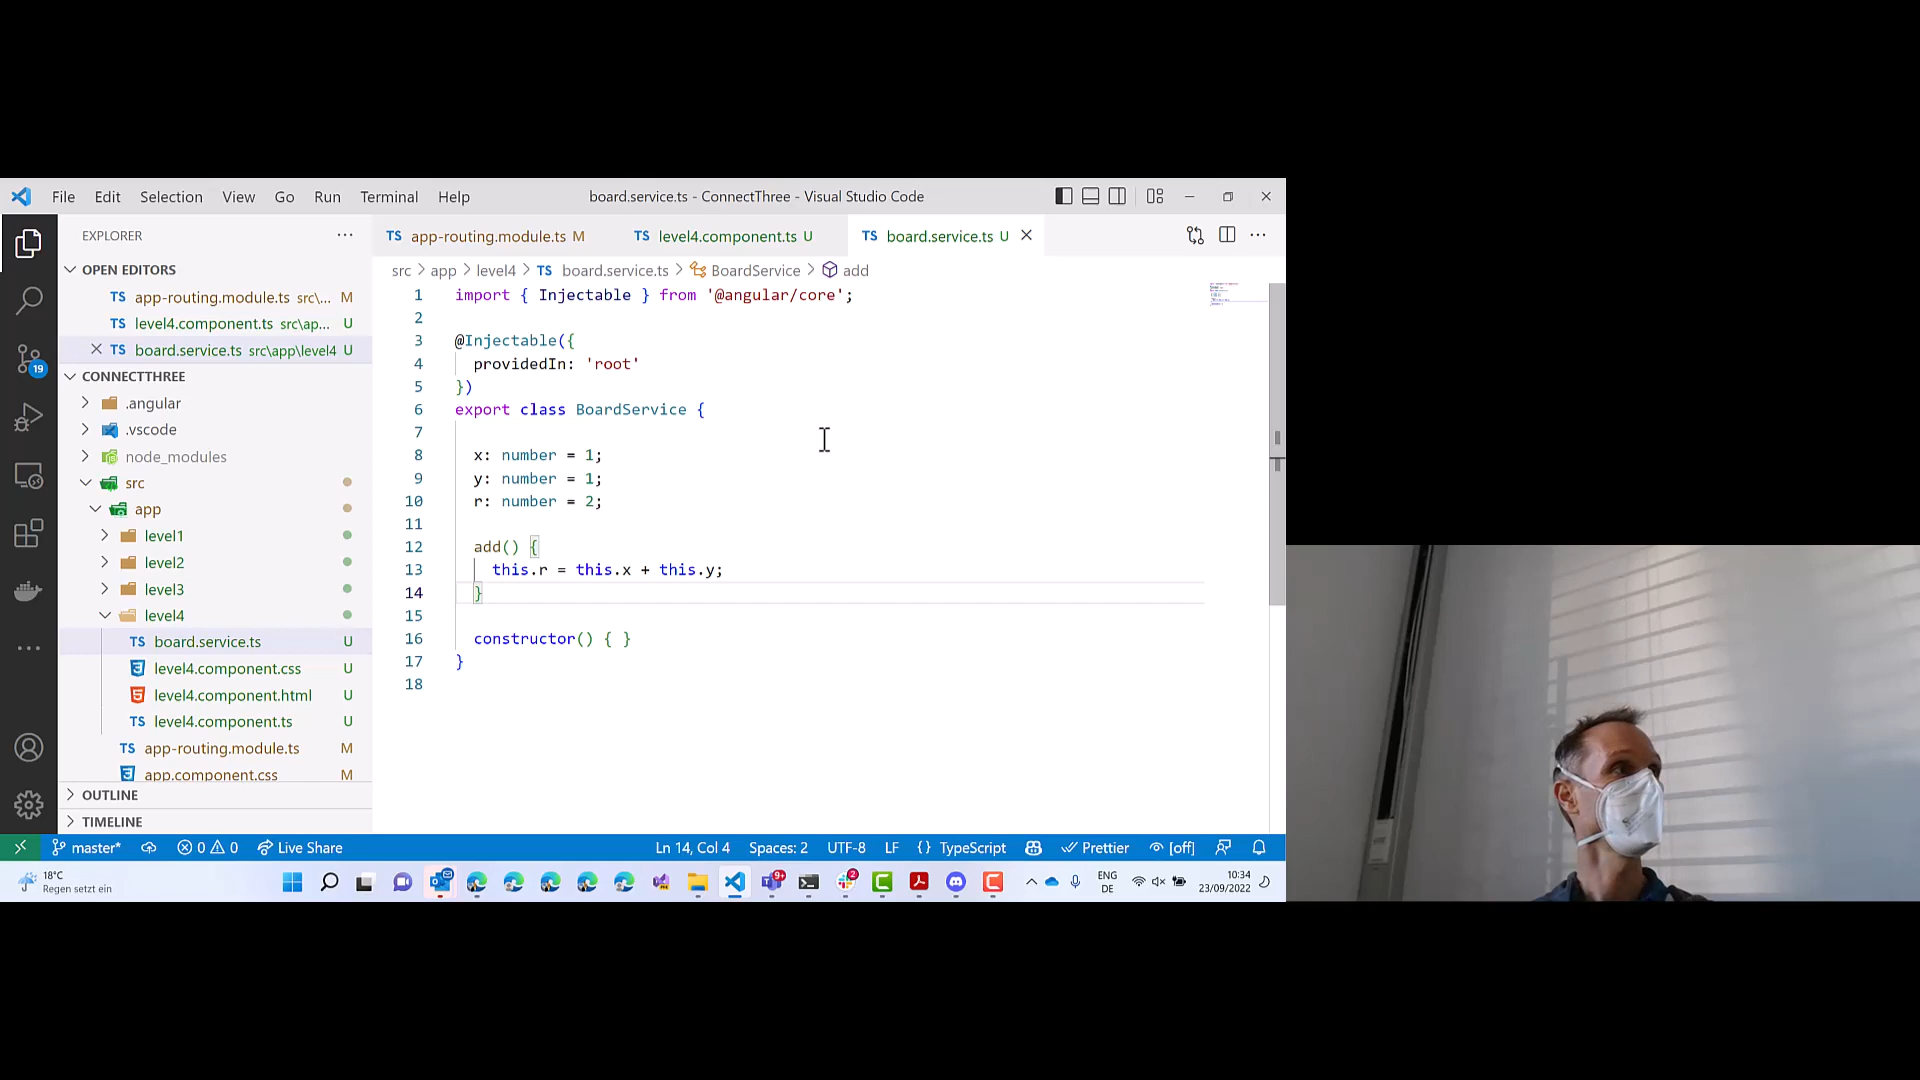 File Edit Selection View Go Run Terminal Help
board.service.ts - ConnectThree - Visual Studio Code
EXPLORER
OPEN EDITORS
TS app-routing.module.ts src\... M
TS level4.component.ts src\ap... U
TS board.service.ts src\app\level4 U
CONNECTTHREE
.angular
.vscode
node_modules
src
app
level1
level2
level3
level4
TS board.service.ts U
level4.component.css U
level4.component.html U
TS level4.component.ts U
TS app-routing.module.ts M
app.component.css M
OUTLINE
TIMELINE
19
TS app-routing.module.ts M
TS level4.component.ts U
TS board.service.ts U
src > app > level4 > TS board.service.ts > BoardService > add
1 import { Injectable } from '@angular/core';
2
3 @Injectable({
4 providedIn: 'root'
5 })
6 export class BoardService {
7
8 x: number = 1;
9 y: number = 1;
10 r: number = 2;
11
12 add() {
13 this.r = this.x + this.y;
14 }
15
16 constructor() { }
17 }
18
master* 0 0 Live Share
Ln 14, Col 4 Spaces: 2 UTF-8 LF {} TypeScript Prettier [off]
18°C
Regen setzt ein
9+
2
ENG
DE
10:34
23/09/2022